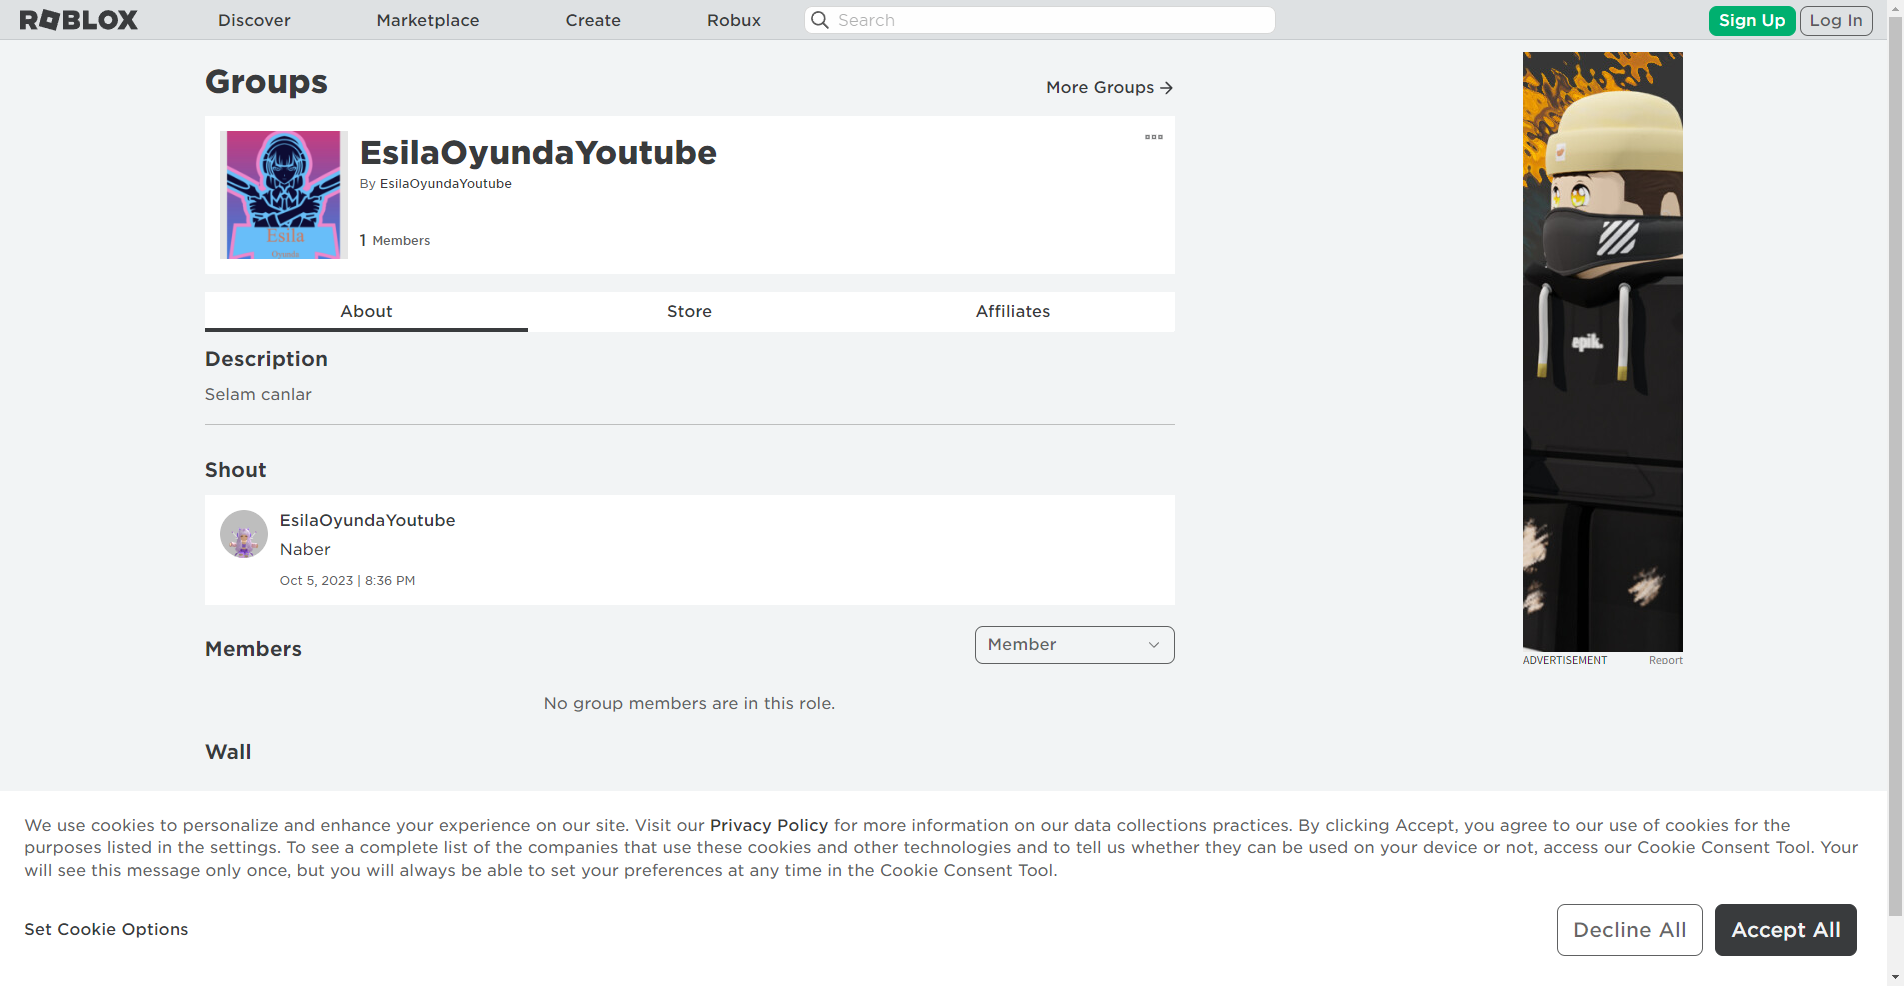 ROBLOX
Discover
Marketplace
Create
Robux
Search
Sign Up
Log In
Groups
More Groups
EsilaOyundaYoutube
By EsilaOyundaYoutube
1 Members
Esila
Oyunda
About
Store
Affiliates
Description
Selam canlar
Shout
EsilaOyundaYoutube
Naber
Oct 5, 2023 | 8:36 PM
Members
Member
No group members are in this role.
Wall
epik.
ADVERTISEMENT
Report
We use cookies to personalize and enhance your experience on our site. Visit our Privacy Policy for more information on our data collections practices. By clicking Accept, you agree to our use of cookies for the
purposes listed in the settings. To see a complete list of the companies that use these cookies and other technologies and to tell us whether they can be used on your device or not, access our Cookie Consent Tool. Your
will see this message only once, but you will always be able to set your preferences at any time in the Cookie Consent Tool.
Set Cookie Options
Decline All
Accept All